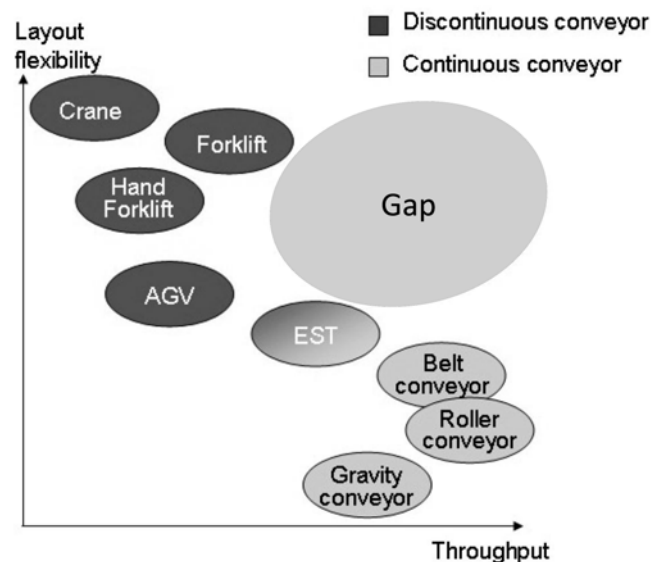 Layout
flexibility
Discontinuous conveyor
Continuous conveyor
Crane
Forklift
Hand
Forklift
Gap
AGV
EST
Belt
conveyor
Roller
conveyor
Gravity
conveyor
Throughput